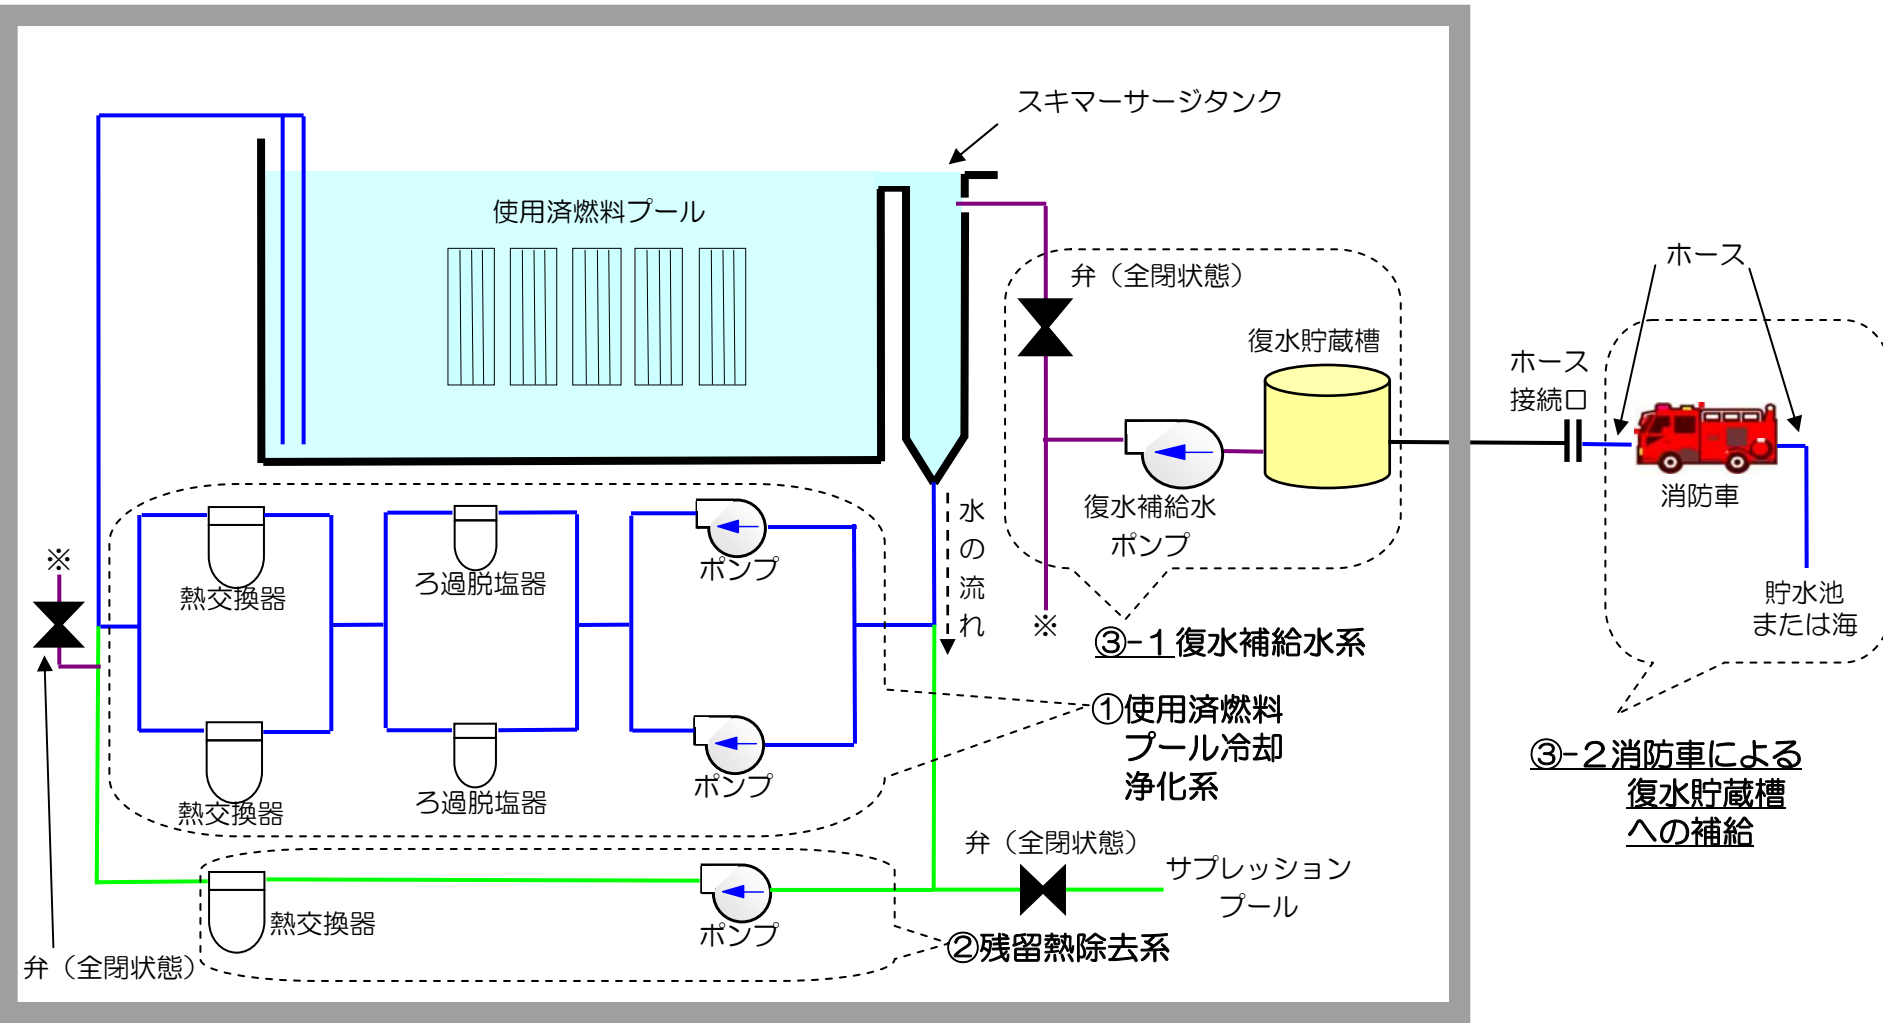 スキマーサージタンク
使用済燃料プール
弁（全閉状態）
復水貯蔵槽
復水補給水
ポンプ
ホース
ホース
接続口
消防車
貯水池
または海
水の流れ
※
熱交換器
ろ過脱塩器
ポンプ
※
③-１復水補給水系
①使用済燃料
プール冷却
浄化系
③-２消防車による
復水貯蔵槽
への補給
熱交換器
ろ過脱塩器
ポンプ
弁（全閉状態）
サプレッション
プール
熱交換器
ポンプ
②残留熱除去系
弁（全閉状態）